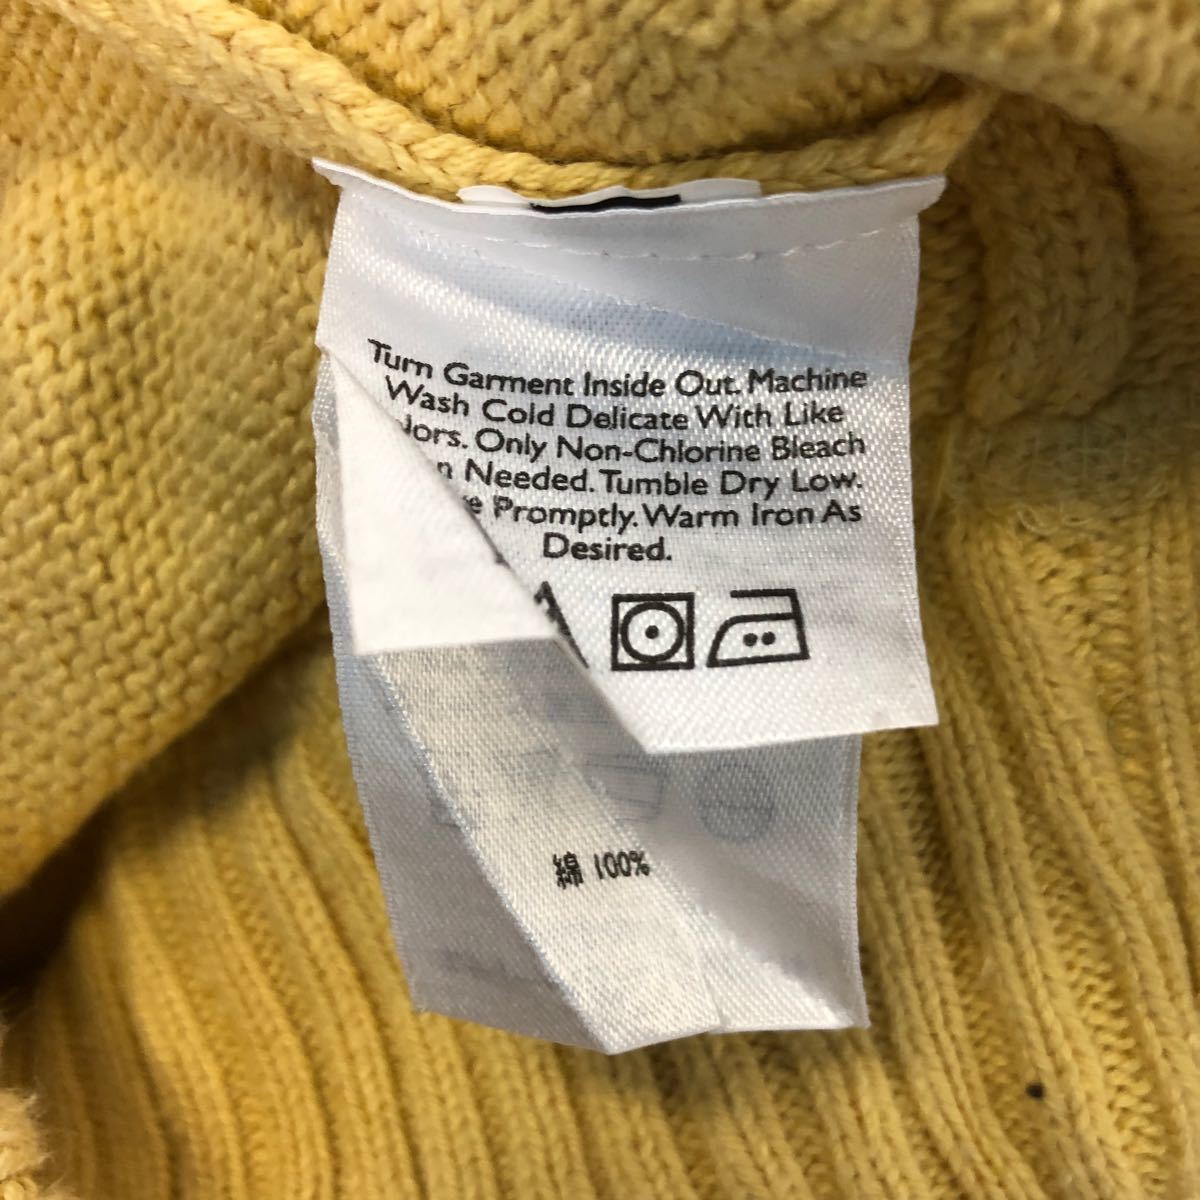 Turn Garment Inside Out. Machine
Wash Cold Delicate With Like
Only Non-Chlorine Bleach
Needed. Tumble Dry Low.
Promptly. Warm Iron As
Desired.
綿 100%